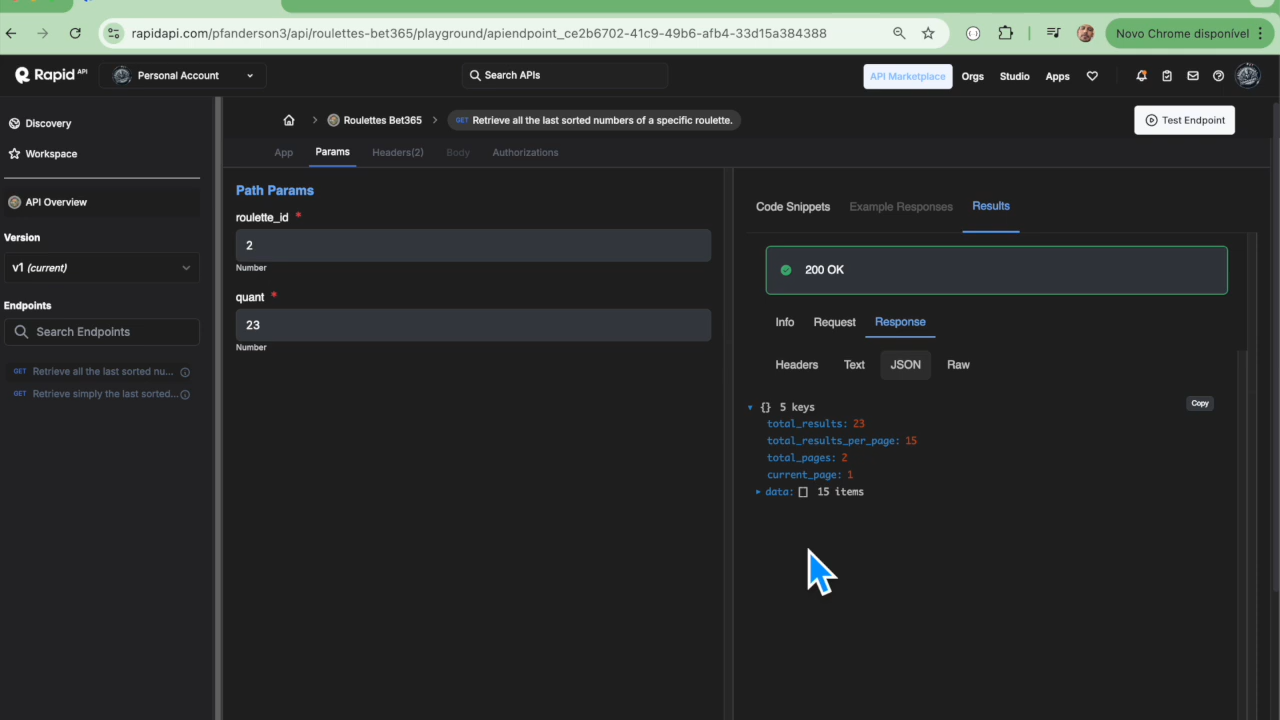 rapidapi.com/pfanderson3/api/roulettes-bet365/playground/apiendpoint_ce2b6702-41c9-49b6-afb4-33d15a384388
Novo Chrome disponível
Rapid API
Personal Account
Search APIs
API Marketplace
Orgs
Studio
Apps
Discovery
Workspace
API Overview
Version
v1 (current)
Endpoints
Search Endpoints
GET Retrieve all the last sorted nu...
GET Retrieve simply the last sorted...
Roulettes Bet365
GET Retrieve all the last sorted numbers of a specific roulette.
Test Endpoint
App
Params
Headers(2)
Body
Authorizations
Path Params
roulette_id *
2
Number
quant *
23
Number
Code Snippets
Example Responses
Results
200 OK
Info
Request
Response
Headers
Text
JSON
Raw
{} 5 keys
Copy
total_results: 23
total_results_per_page: 15
total_pages: 2
current_page: 1
data: [] 15 items